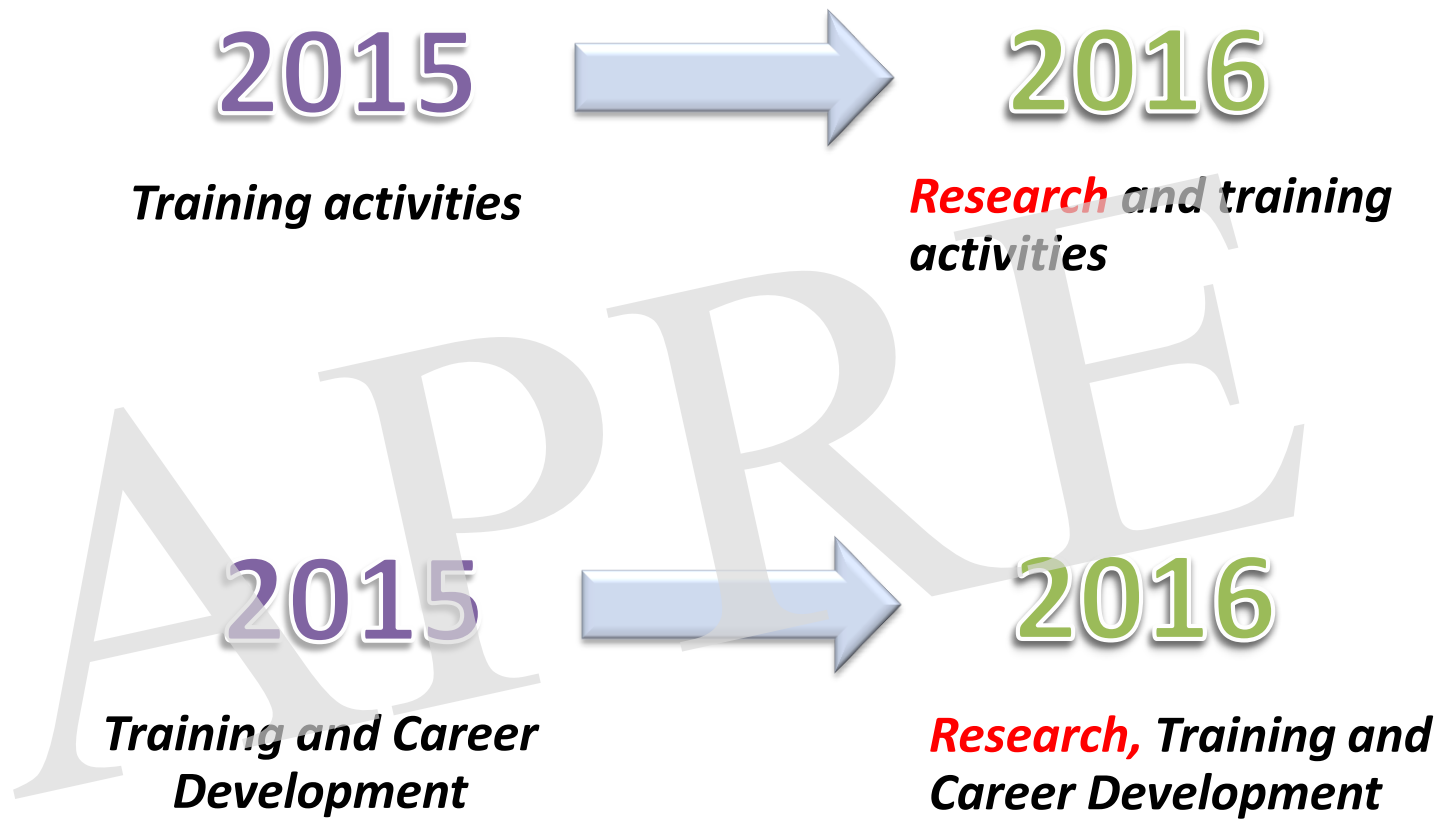 2015
2016
Training activities
Research and training
activities
APRE
2015
2016
Training and Career
Development
Research, Training and
Career Development